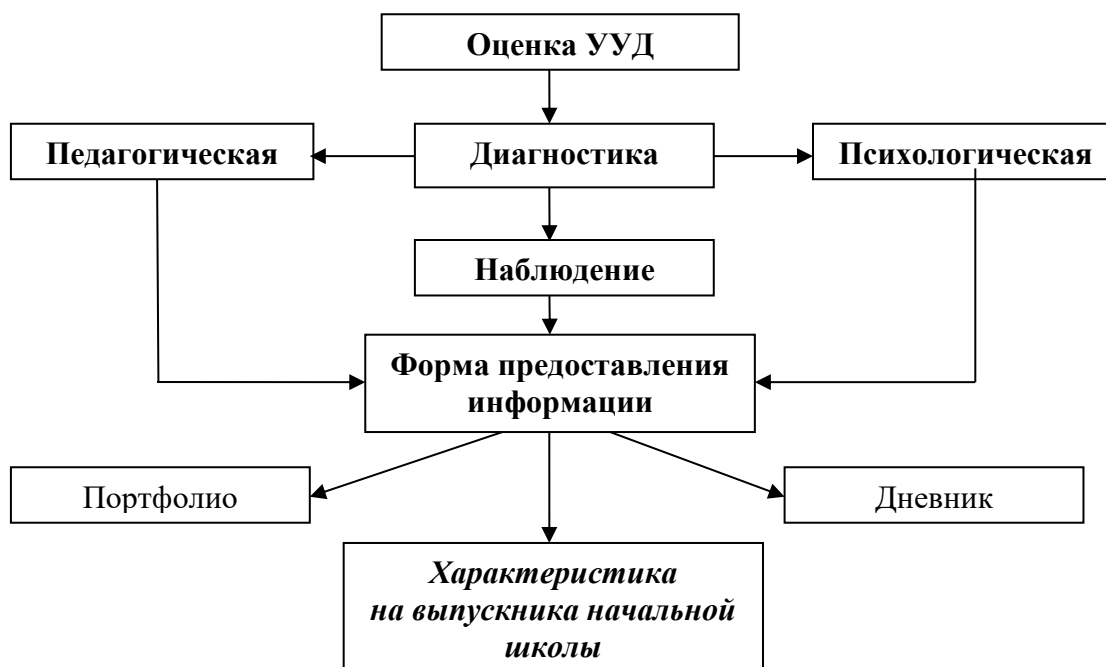 Оценка УУД
Педагогическая
Диагностика
Психологическая
Наблюдение
Форма предоставления
информации
Портфолио
Дневник
Характеристика
на выпускника начальной
школы